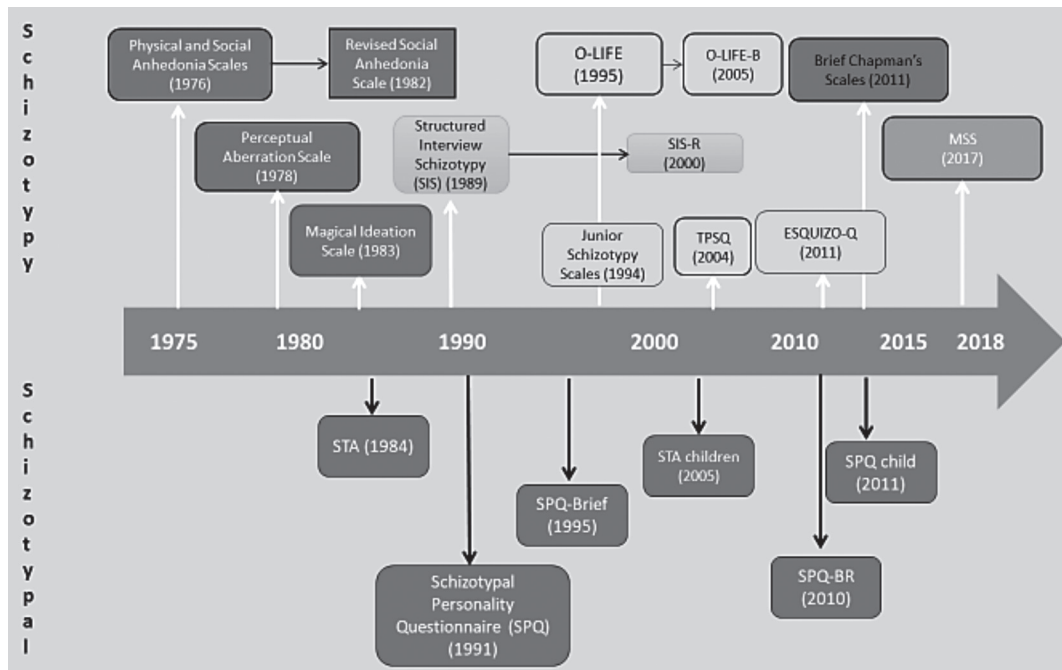 Schizotypy
Physical and Social
Anhedonia Scales
(1976)
Revised Social
Anhedonia
Scale (1982)
O-LIFE
(1995)
O-LIFE-B
(2005)
Brief Chapman's
Scales (2011)
Perceptual
Aberration Scale
(1978)
Structured
Interview
Schizotypy
(SIS) (1989)
SIS-R
(2000)
MSS
(2017)
Magical Ideation
Scale (1983)
Junior
Schizotypy
Scales (1994)
TPSQ
(2004)
ESQUIZO-Q
(2011)
1975 1980 1990 2000 2010 2015 2018
Schizotypal
STA (1984)
STA children
(2005)
SPQ child
(2011)
SPQ-Brief
(1995)
SPQ-BR
(2010)
Schizotypal
Personality
Questionnaire (SPQ)
(1991)